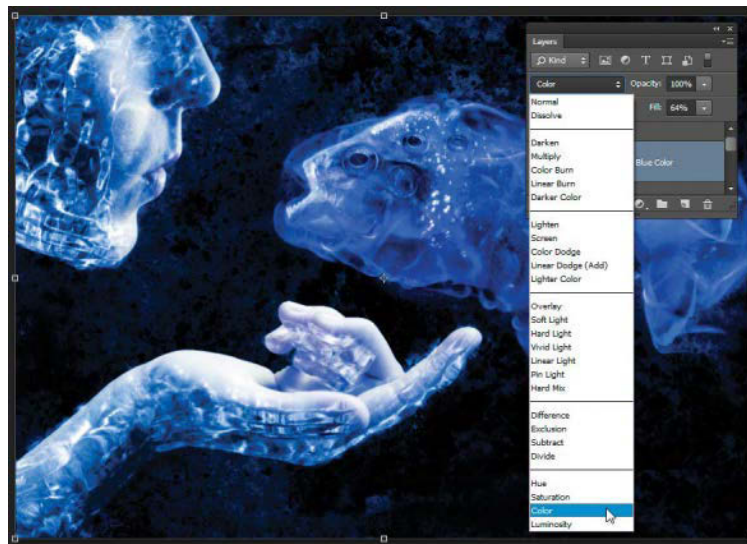 Layers
Kind
Color Opacity: 100%
Fill: 64%
Blue Color
Normal
Dissolve
Darken
Multiply
Color Burn
Linear Burn
Darker Color
Lighten
Screen
Color Dodge
Linear Dodge (Add)
Lighter Color
Overlay
Soft Light
Hard Light
Vivid Light
Linear Light
Pin Light
Hard Mix
Difference
Exclusion
Subtract
Divide
Hue
Saturation
Color
Luminosity